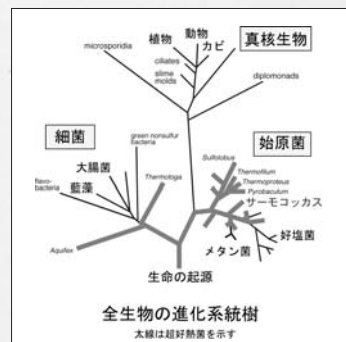 動物
植物
カビ
真核生物
microsporidia
ciliates
slime
molds
diplomonads
細菌
green nonsulfur
bacteria
始原菌
大腸菌
Sulfolobus
Thermofilum
flavo-
bacteria
藍藻
Thermotoga
Thermoproteus
Pyrobaculum
サーモコッカス
Aquifex
メタン菌
好塩菌
生命の起源
全生物の進化系統樹
太線は超好熱菌を示す